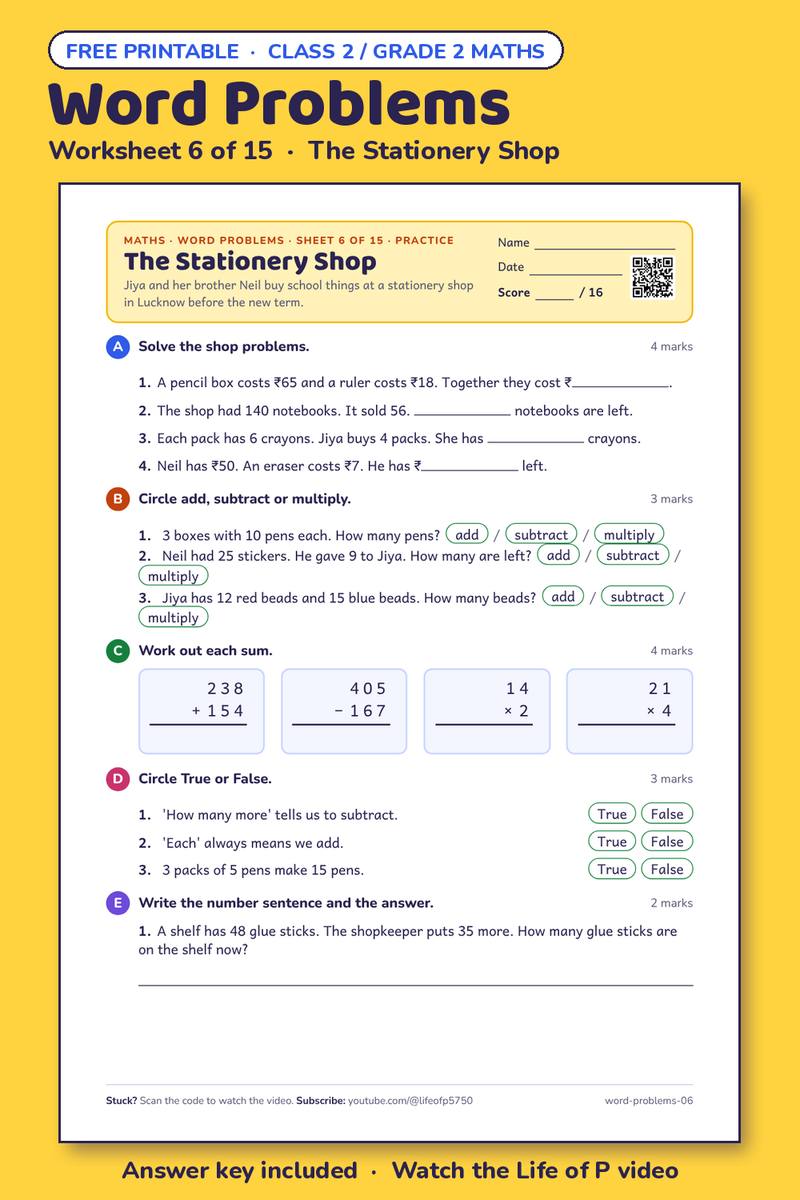 FREE PRINTABLE · CLASS 2 / GRADE 2 MATHS
Word Problems
Worksheet 6 of 15 · The Stationery Shop
MATHS · WORD PROBLEMS · SHEET 6 OF 15 · PRACTICE
The Stationery Shop
Jiya and her brother Neil buy school things at a stationery shop
in Lucknow before the new term.
Name ____________
Date ____________
Score _____ / 16
A Solve the shop problems. 4 marks
1. A pencil box costs ₹65 and a ruler costs ₹18. Together they cost ₹____________.
2. The shop had 140 notebooks. It sold 56. ____________ notebooks are left.
3. Each pack has 6 crayons. Jiya buys 4 packs. She has ____________ crayons.
4. Neil has ₹50. An eraser costs ₹7. He has ₹____________ left.
B Circle add, subtract or multiply. 3 marks
1. 3 boxes with 10 pens each. How many pens? add / subtract / multiply
2. Neil had 25 stickers. He gave 9 to Jiya. How many are left? add / subtract /
multiply
3. Jiya has 12 red beads and 15 blue beads. How many beads? add / subtract /
multiply
C Work out each sum. 4 marks
238 405 14 21
+ 154 − 167 × 2 × 4
D Circle True or False. 3 marks
1. 'How many more' tells us to subtract. True False
2. 'Each' always means we add. True False
3. 3 packs of 5 pens make 15 pens. True False
E Write the number sentence and the answer. 2 marks
1. A shelf has 48 glue sticks. The shopkeeper puts 35 more. How many glue sticks are
on the shelf now?
Stuck? Scan the code to watch the video. Subscribe: youtube.com/@lifeofp5750 word-problems-06
Answer key included · Watch the Life of P video